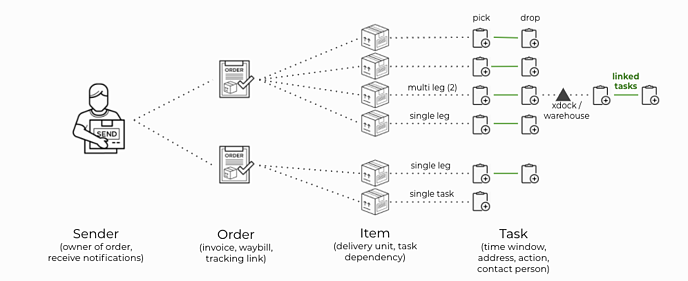 pick
drop
ORDER
multi leg (2)
linked
tasks
xdock /
warehouse
single leg
SEND
ORDER
single leg
single task
Sender
(owner of order,
receive notifications)
Order
(invoice, waybill,
tracking link)
Item
(delivery unit, task
dependency)
Task
(time window,
address, action,
contact person)